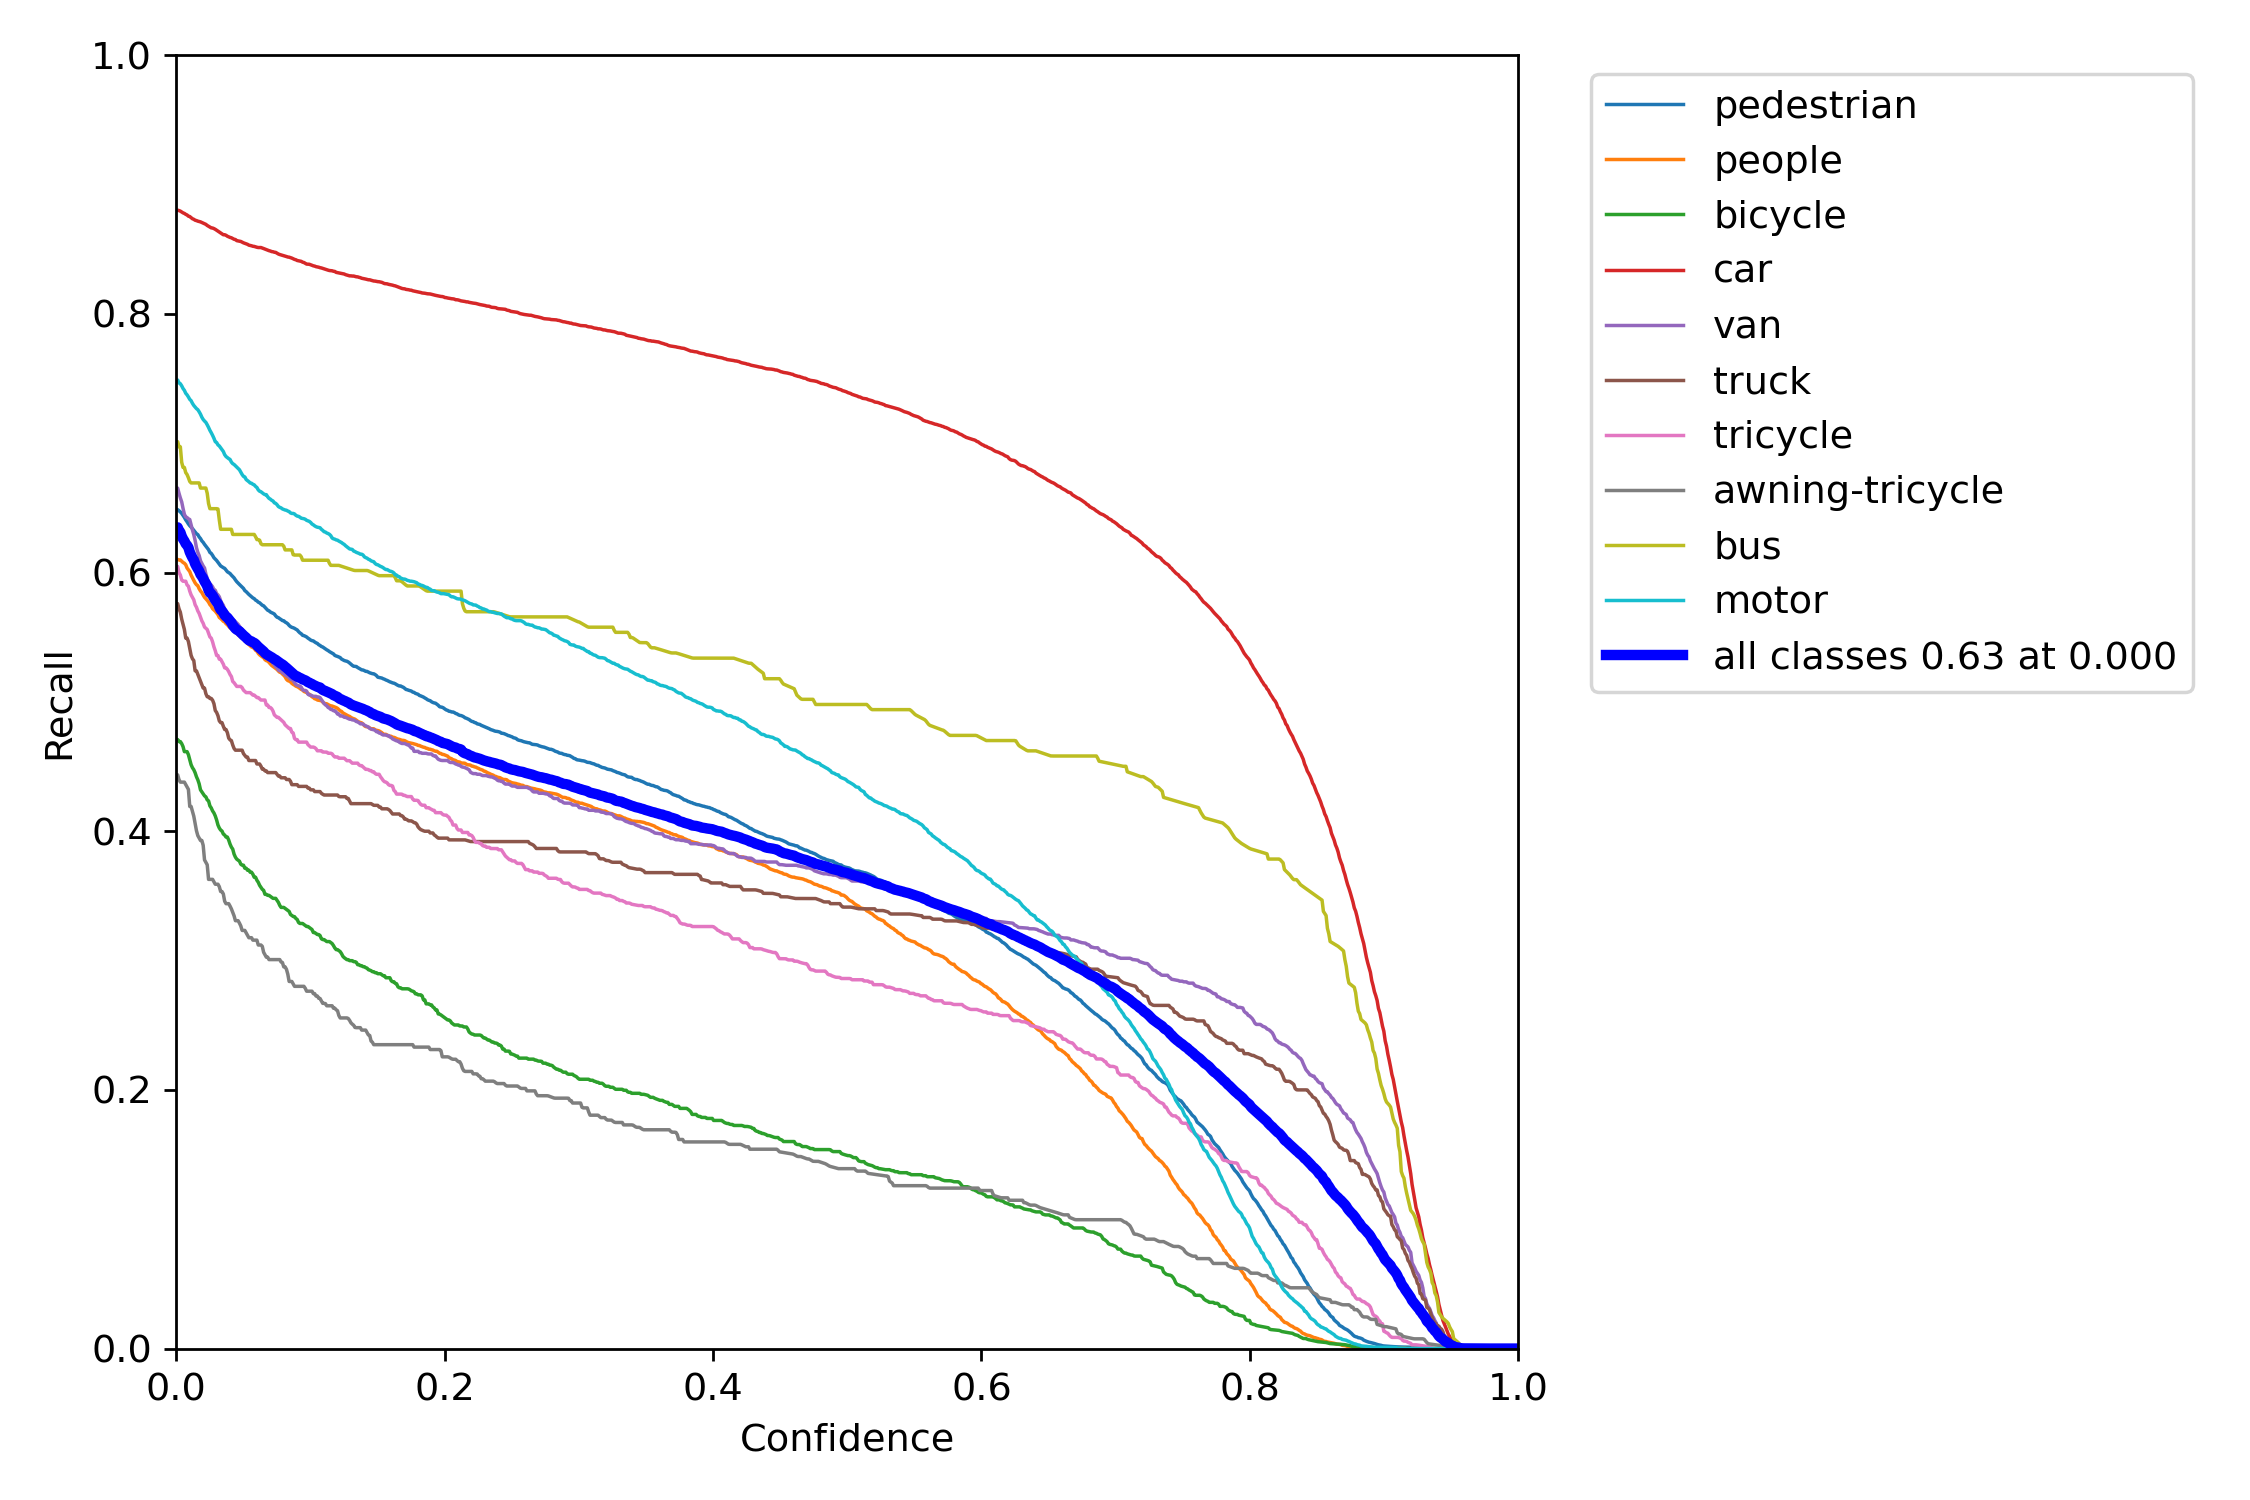 1.0
0.8
0.6
0.4
0.2
0.0
Recall
0.0 0.2 0.4 0.6 0.8 1.0
Confidence
pedestrian
people
bicycle
car
van
truck
tricycle
awning-tricycle
bus
motor
all classes 0.63 at 0.000